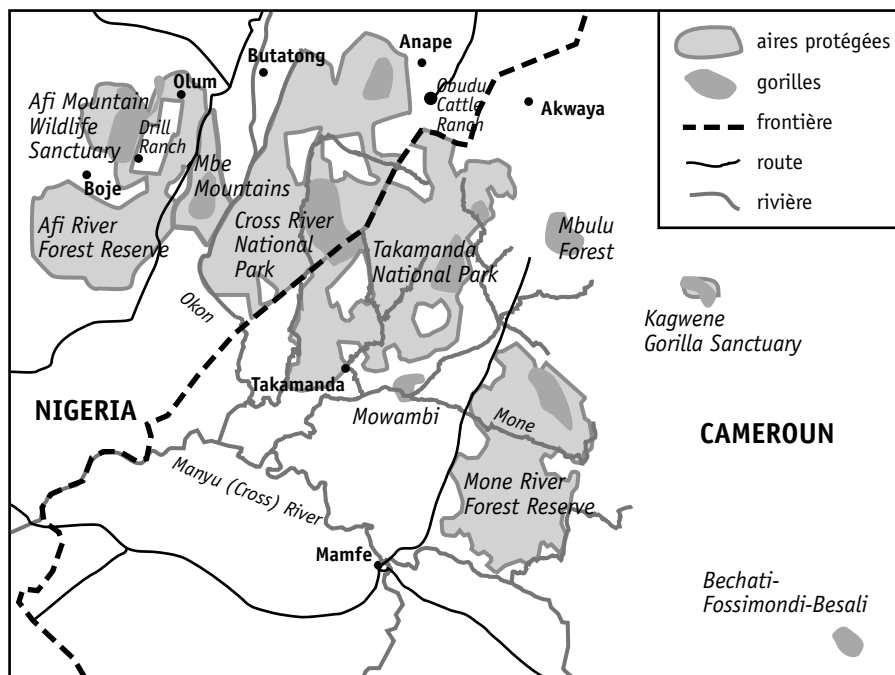 aires protégées
gorilles
frontière
route
rivière
Anape
Butatong
Obudu
Cattle
Ranch
Akwaya
Olum
Afi Mountain
Wildlife
Sanctuary
Drill
Ranch
Boje
Mbe
Mountains
Afi River
Forest Reserve
Cross River
National
Park
Takamanda
National Park
Mbulu
Forest
Okon
Kagwene
Gorilla Sanctuary
Takamanda
NIGERIA
Mowambi
Mone
CAMEROUN
Manyu (Cross) River
Mone River
Forest Reserve
Mamfe
Bechati-
Fossimondi-Besali